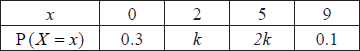 x 0 2 5 9
P(X = x) 0.3 k 2k 0.1